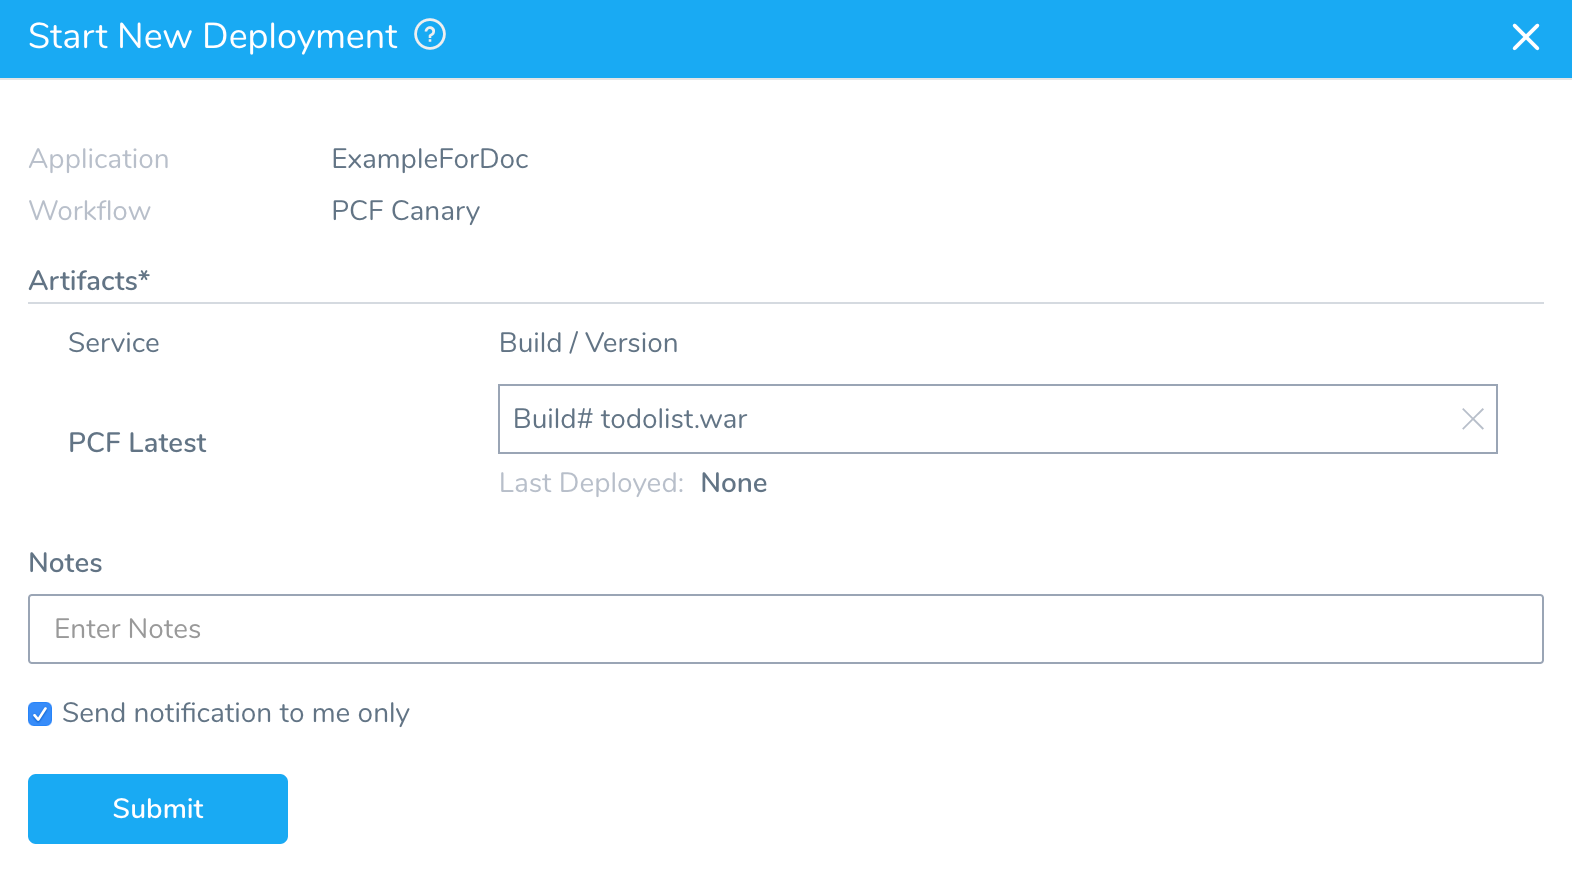 Start New Deployment ?
Application ExampleForDoc
Workflow PCF Canary
Artifacts*
Service Build / Version
PCF Latest Build# todolist.war
Last Deployed: None
Notes
Enter Notes
Send notification to me only
Submit